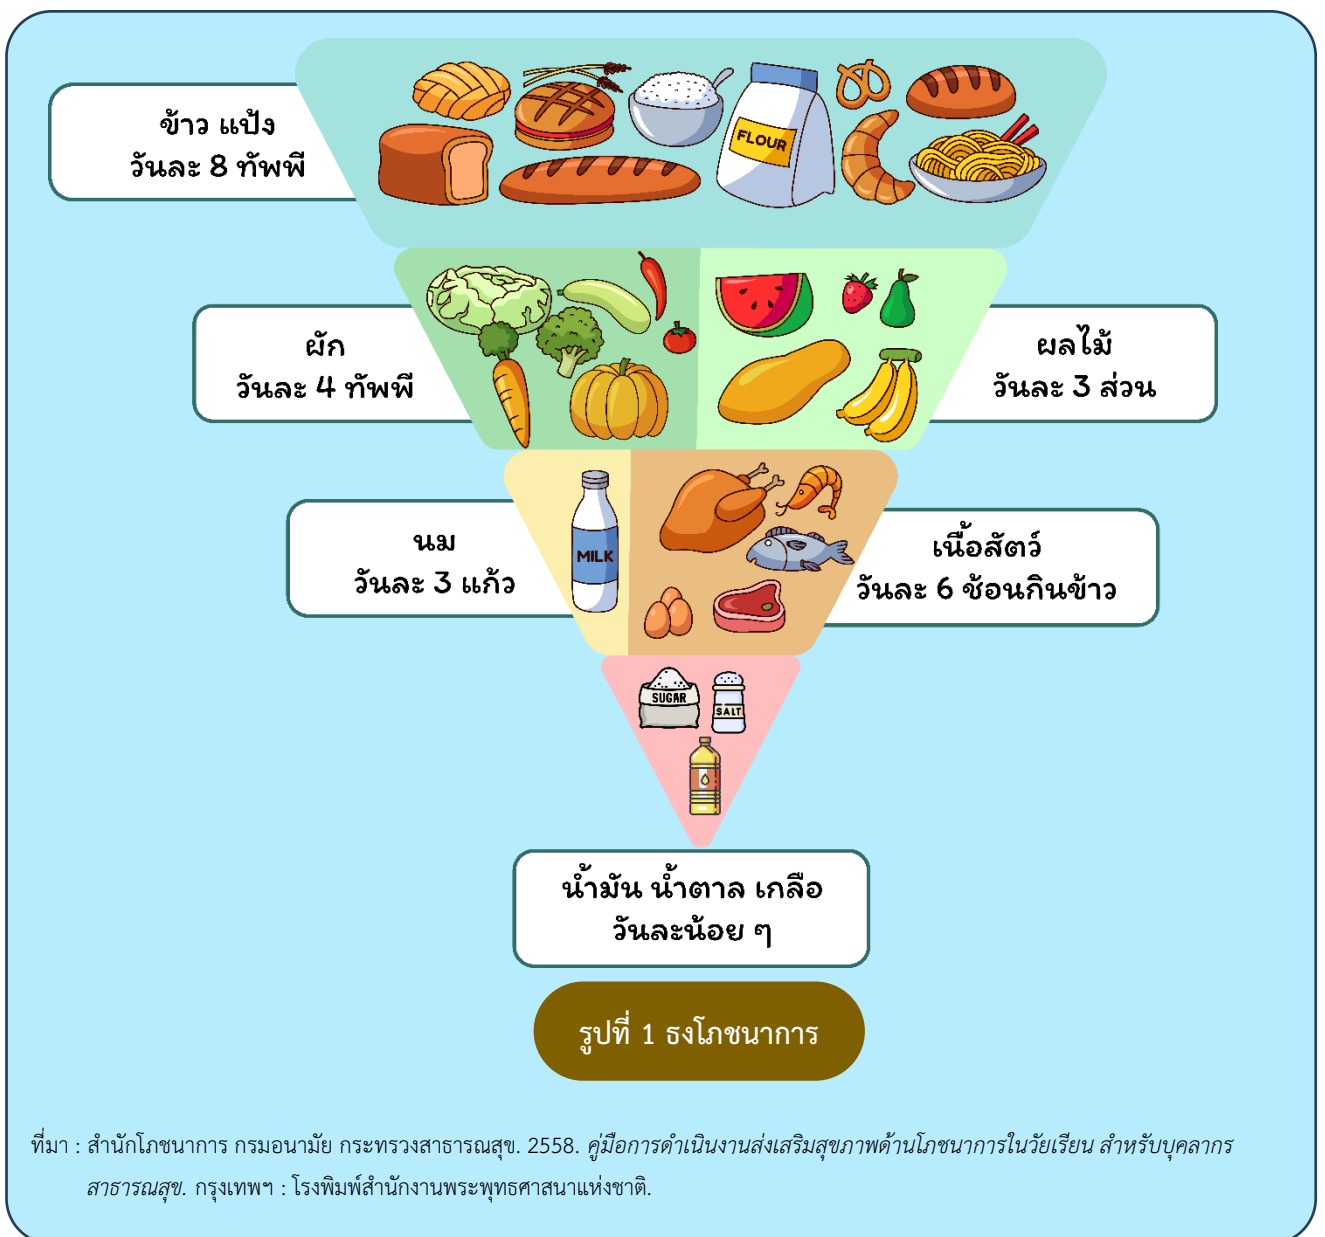 ข้าว แป้ง
วันละ 8 ทัพพี
FLOUR
ผัก
วันละ 4 ทัพพี
ผลไม้
วันละ 3 ส่วน
นม
วันละ 3 แก้ว
MILK
เนื้อสัตว์
วันละ 6 ช้อนกินข้าว
SUGAR
SALT
น้ำมัน น้ำตาล เกลือ
วันละน้อย ๆ
รูปที่ 1 ธงโภชนาการ
ที่มา : สำนักโภชนาการ กรมอนามัย กระทรวงสาธารณสุข. 2558. คู่มือการดำเนินงานส่งเสริมสุขภาพด้านโภชนาการในวัยเรียน สำหรับบุคลากร
สาธารณสุข. กรุงเทพฯ : โรงพิมพ์สำนักงานพระพุทธศาสนาแห่งชาติ.